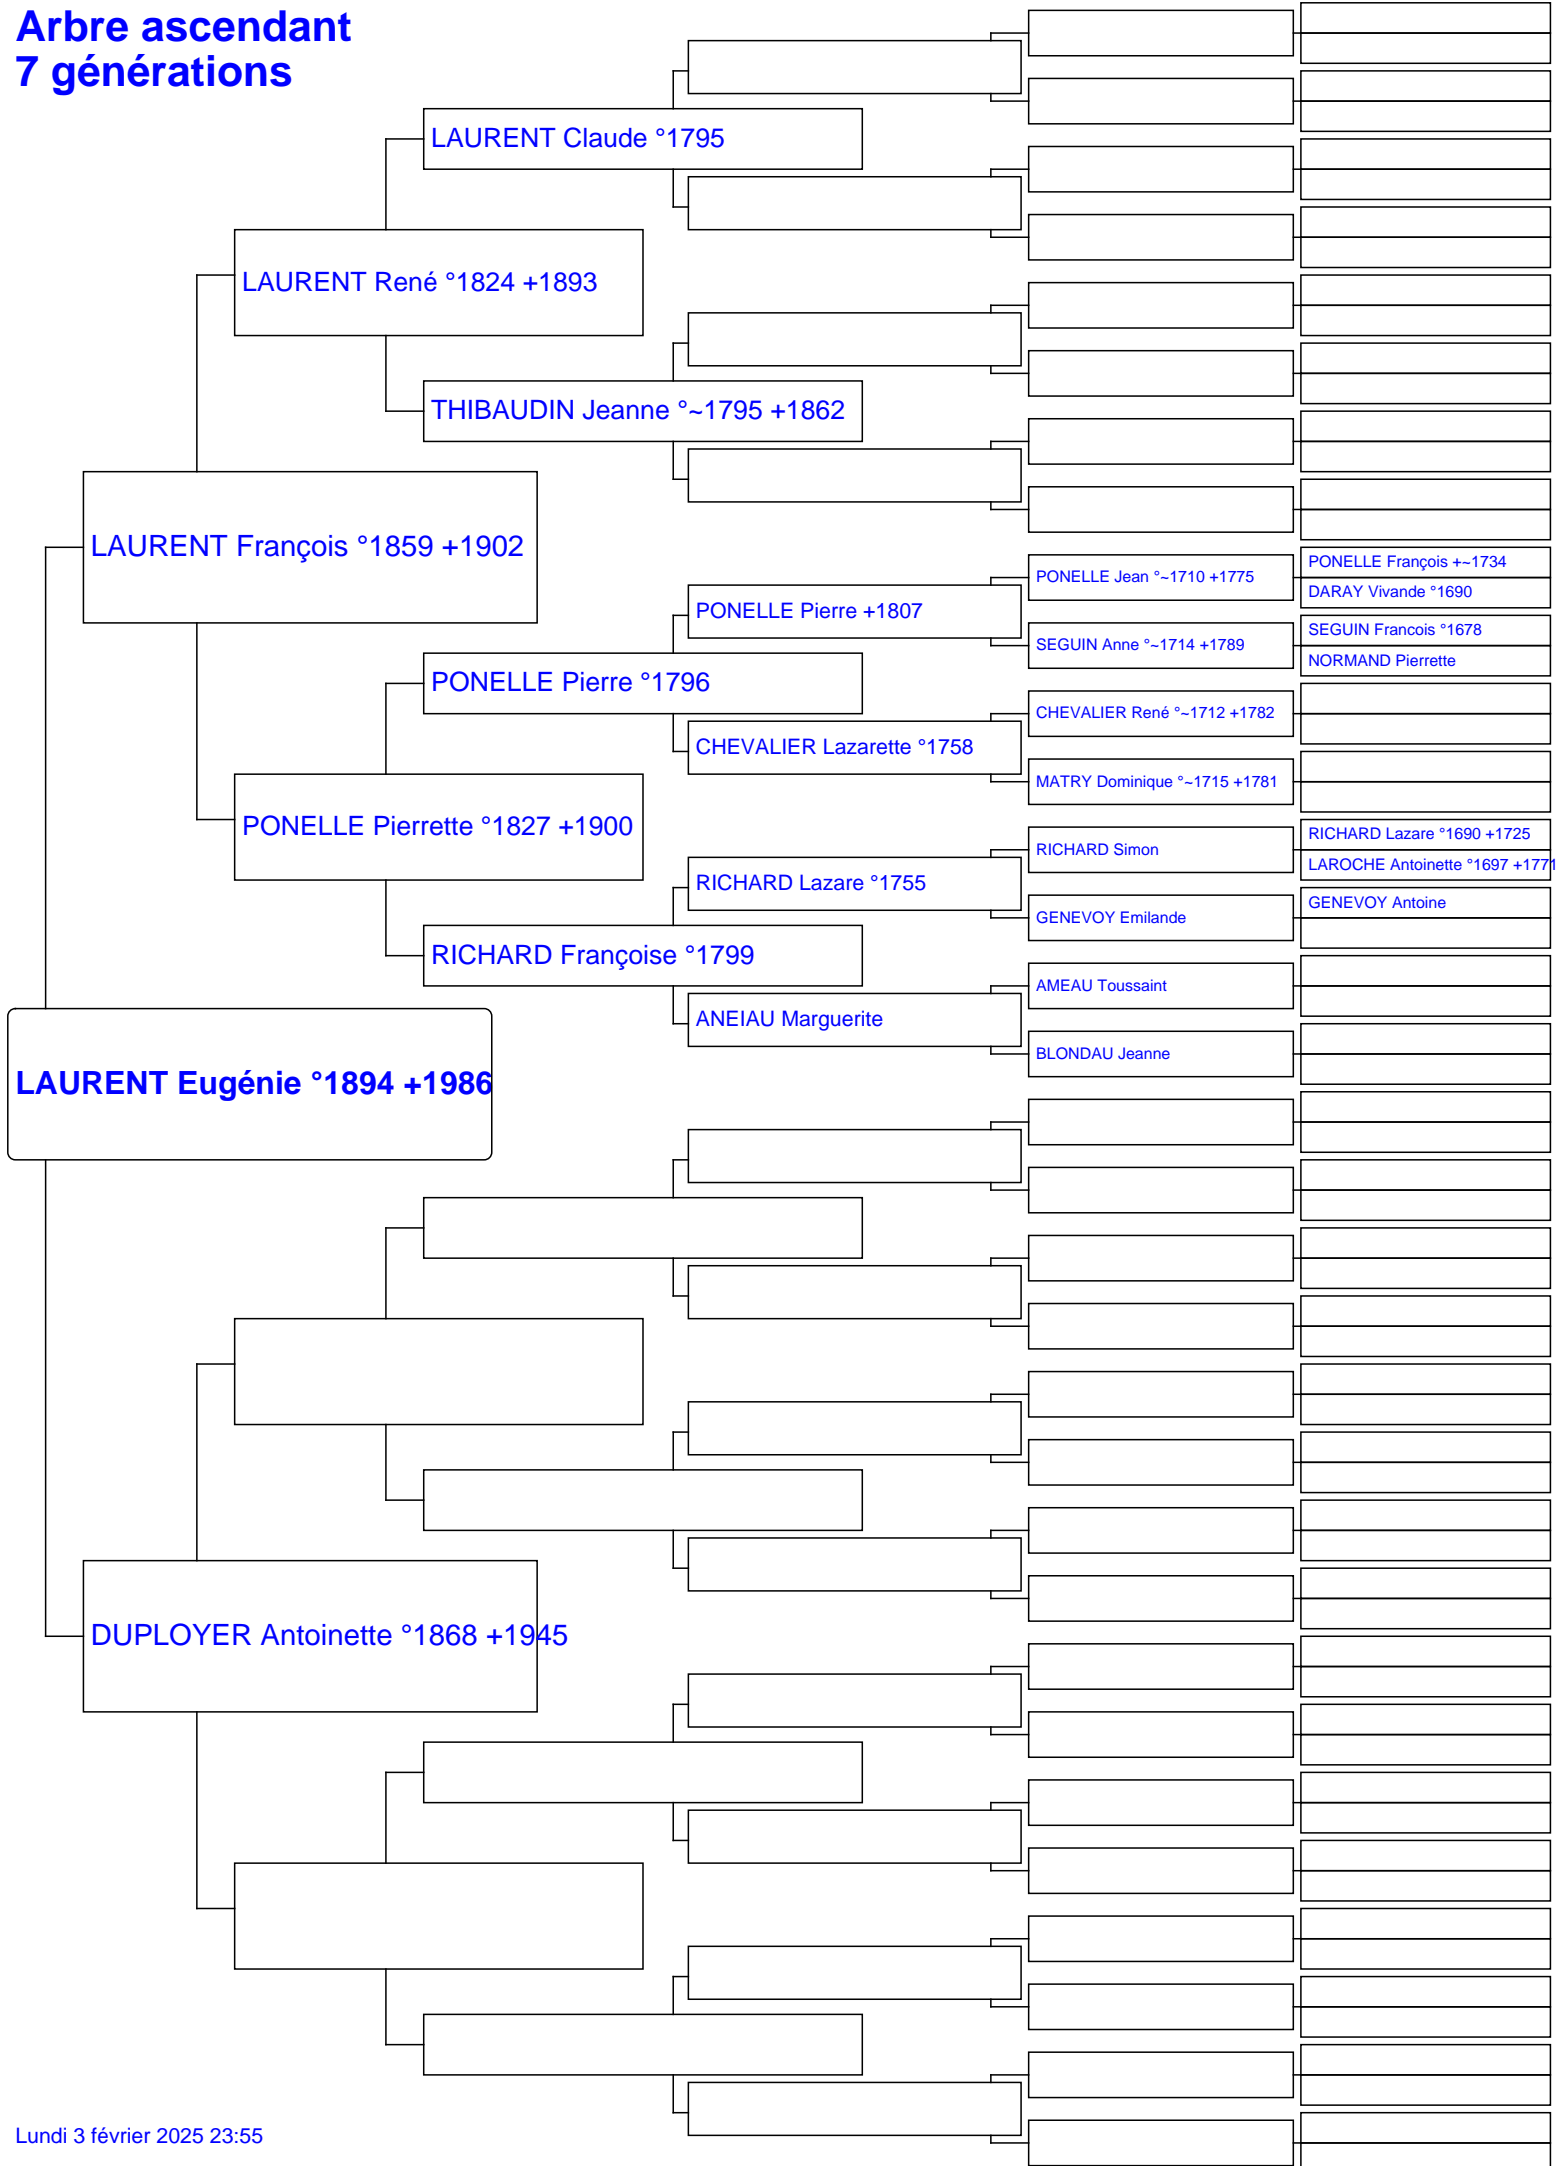 Arbre ascendant
7 générations
LAURENT Claude °1795
LAURENT René °1824 +1893
THIBAUDIN Jeanne °~1795 +1862
LAURENT François °1859 +1902
PONELLE François +~1734
PONELLE Jean °~1710 +1775
DARAY Vivande °1690
PONELLE Pierre +1807
SEGUIN Francois °1678
SEGUIN Anne °~1714 +1789
NORMAND Pierrette
PONELLE Pierre °1796
CHEVALIER René °~1712 +1782
CHEVALIER Lazarette °1758
MATRY Dominique °~1715 +1781
PONELLE Pierrette °1827 +1900
RICHARD Lazare °1690 +1725
RICHARD Simon
LAROCHE Antoinette °1697 +1771
RICHARD Lazare °1755
GENEVOY Antoine
GENEVOY Emilande
RICHARD Françoise °1799
AMEAU Toussaint
ANEIAU Marguerite
BLONDAU Jeanne
LAURENT Eugénie °1894 +1986
DUPLOYER Antoinette °1868 +1945
Lundi 3 février 2025 23:55